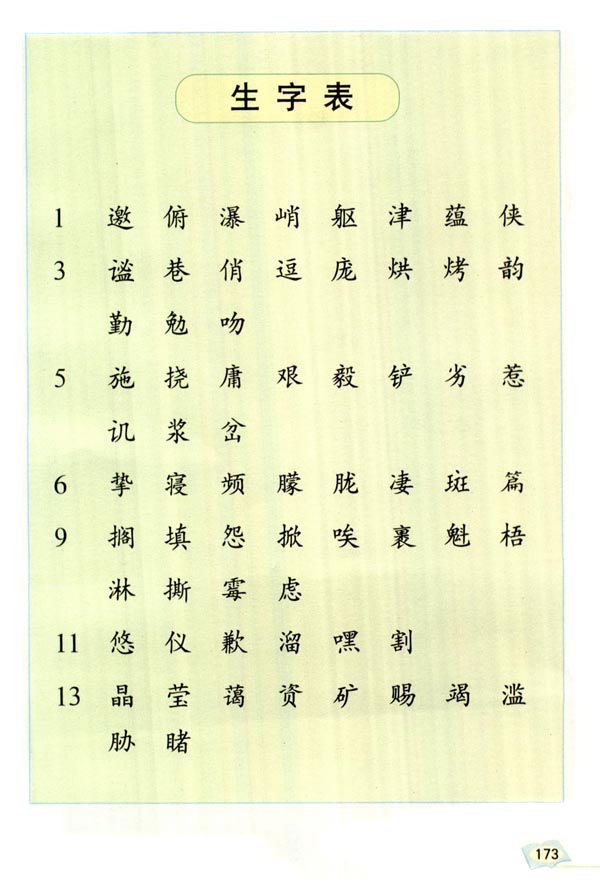 生字表
1 邀 俯 瀑 峭 躯 津 蕴 侠
3 谧 巷 俏 逗 庞 烘 烤 韵
勤 勉 吻
5 施 挠 庸 艰 毅 铲 劣 惹
讥 浆 岔
6 挚 寝 频 朦 胧 凄 斑 篇
9 搁 填 怨 掀 唉 裹 魁 梧
淋 撕 霉 虑
11 悠 仪 歉 溜 嘿 割
13 晶 莹 蔼 资 矿 赐 竭 滥
胁 睹
173